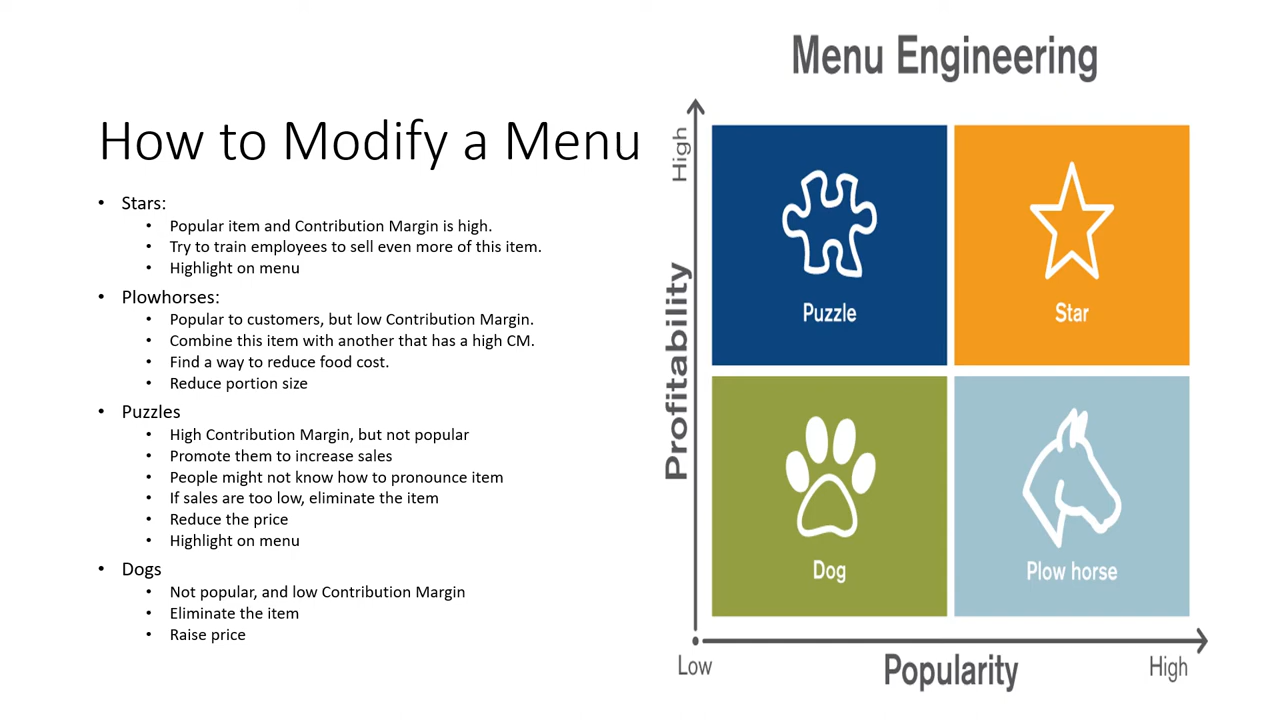 How to Modify a Menu
• Stars:
• Popular item and Contribution Margin is high.
• Try to train employees to sell even more of this item.
• Highlight on menu
• Plowhorses:
• Popular to customers, but low Contribution Margin.
• Combine this item with another that has a high CM.
• Find a way to reduce food cost.
• Reduce portion size
• Puzzles
• High Contribution Margin, but not popular
• Promote them to increase sales
• People might not know how to pronounce item
• If sales are too low, eliminate the item
• Reduce the price
• Highlight on menu
• Dogs
• Not popular, and low Contribution Margin
• Eliminate the item
• Raise price
Menu Engineering
High
Profitability
Puzzle
Star
Dog
Plow horse
Low
Popularity
High